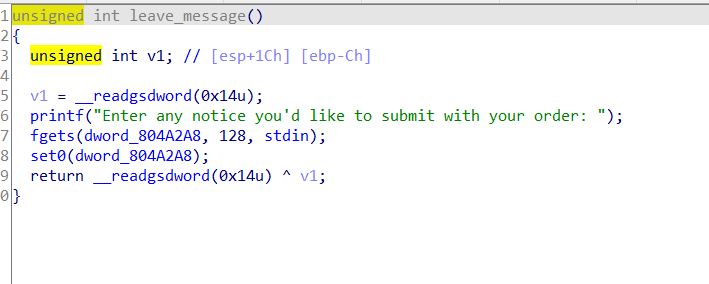 1 unsigned int leave_message()
2 {
3   unsigned int v1; // [esp+1Ch] [ebp-Ch]
4
5   v1 = __readgsdword(0x14u);
6   printf("Enter any notice you'd like to submit with your order: ");
7   fgets(dword_804A2A8, 128, stdin);
8   set0(dword_804A2A8);
9   return __readgsdword(0x14u) ^ v1;
0 }